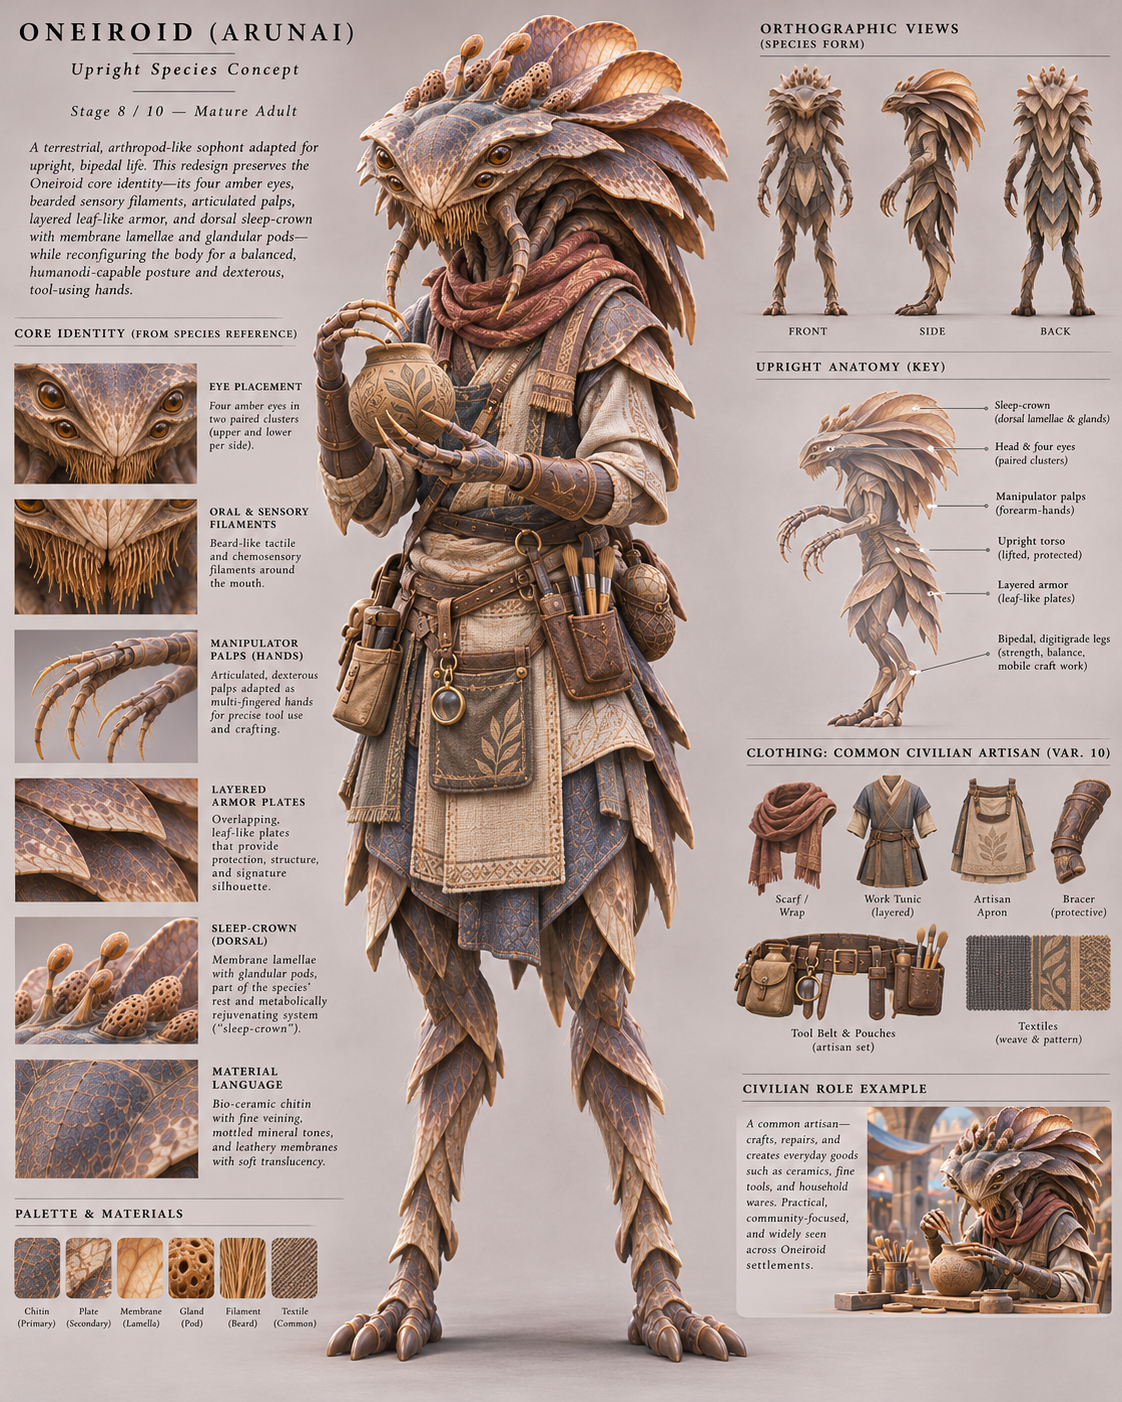 ONEIROID (ARUNAI)
Upright Species Concept
Stage 8 / 10 — Mature Adult
A terrestrial, arthropod-like sophont adapted for
upright, bipedal life. This redesign preserves the
Oneiroid core identity—its four amber eyes,
bearded sensory filaments, articulated palps,
layered leaf-like armor, and dorsal sleep-crown
with membrane lamellae and glandular pods—
while reconfiguring the body for a balanced,
humanodi-capable posture and dexterous,
tool-using hands.
CORE IDENTITY (FROM SPECIES REFERENCE)
EYE PLACEMENT
Four amber eyes in
two paired clusters
(upper and lower
per side).
ORAL & SENSORY
FILAMENTS
Beard-like tactile
and chemosensory
filaments around
the mouth.
MANIPULATOR
PALPS (HANDS)
Articulated, dexterous
palps adapted as
multi-fingered hands
for precise tool use
and crafting.
LAYERED
ARMOR PLATES
Overlapping,
leaf-like plates
that provide
protection, structure,
and signature
silhouette.
SLEEP-CROWN
(DORSAL)
Membrane lamellae
with glandular pods,
part of the species'
rest and metabolically
rejuvenating system
("sleep-crown").
MATERIAL
LANGUAGE
Bio-ceramic chitin
with fine veining,
mottled mineral tones,
and leathery membranes
with soft translucency.
PALETTE & MATERIALS
Chitin
(Primary)
Plate
(Secondary)
Membrane
(Lamella)
Gland
(Pod)
Filament
(Beard)
Textile
(Common)
ORTHOGRAPHIC VIEWS
(SPECIES FORM)
FRONT
SIDE
BACK
UPRIGHT ANATOMY (KEY)
Sleep-crown
(dorsal lamellae & glands)
Head & four eyes
(paired clusters)
Manipulator palps
(forearm-hands)
Upright torso
(lifted, protected)
Layered armor
(leaf-like plates)
Bipedal, digitigrade legs
(strength, balance,
mobile craft work)
CLOTHING: COMMON CIVILIAN ARTISAN (VAR. 10)
Scarf /
Wrap
Work Tunic
(layered)
Artisan
Apron
Bracer
(protective)
Tool Belt & Pouches
(artisan set)
Textiles
(weave & pattern)
CIVILIAN ROLE EXAMPLE
A common artisan—
crafts, repairs, and
creates everyday goods
such as ceramics, fine
tools, and household
wares. Practical,
community-focused,
and widely seen
across Oneiroid
settlements.